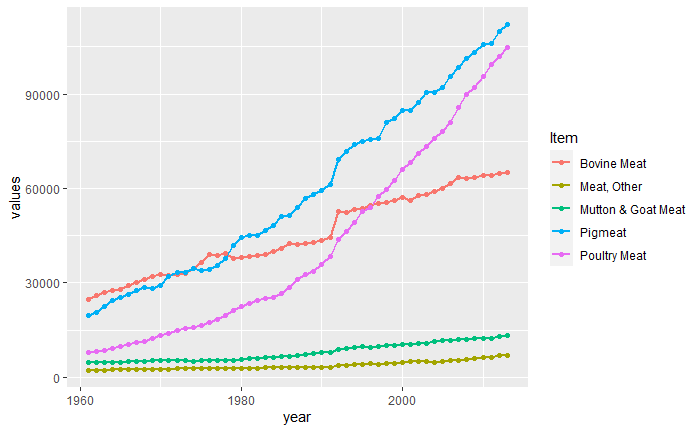 values
90000
60000
30000
0
1960
1980
2000
year
Item
Bovine Meat
Meat, Other
Mutton & Goat Meat
Pigmeat
Poultry Meat